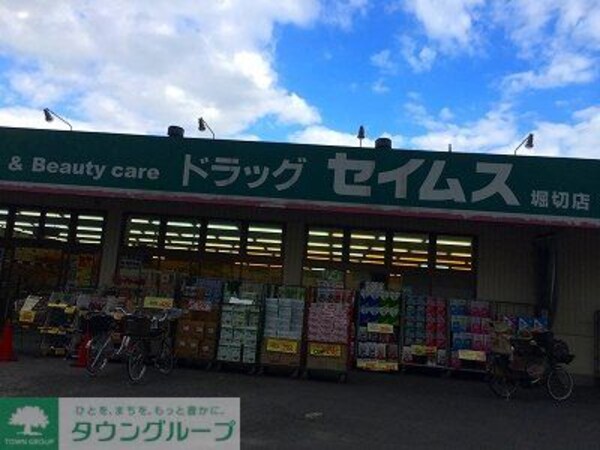 & Beauty care ドラッグ セイムス 堀切店
ひとを、まちを、もっと豊かに。
タウングループ
TOWN GROUP